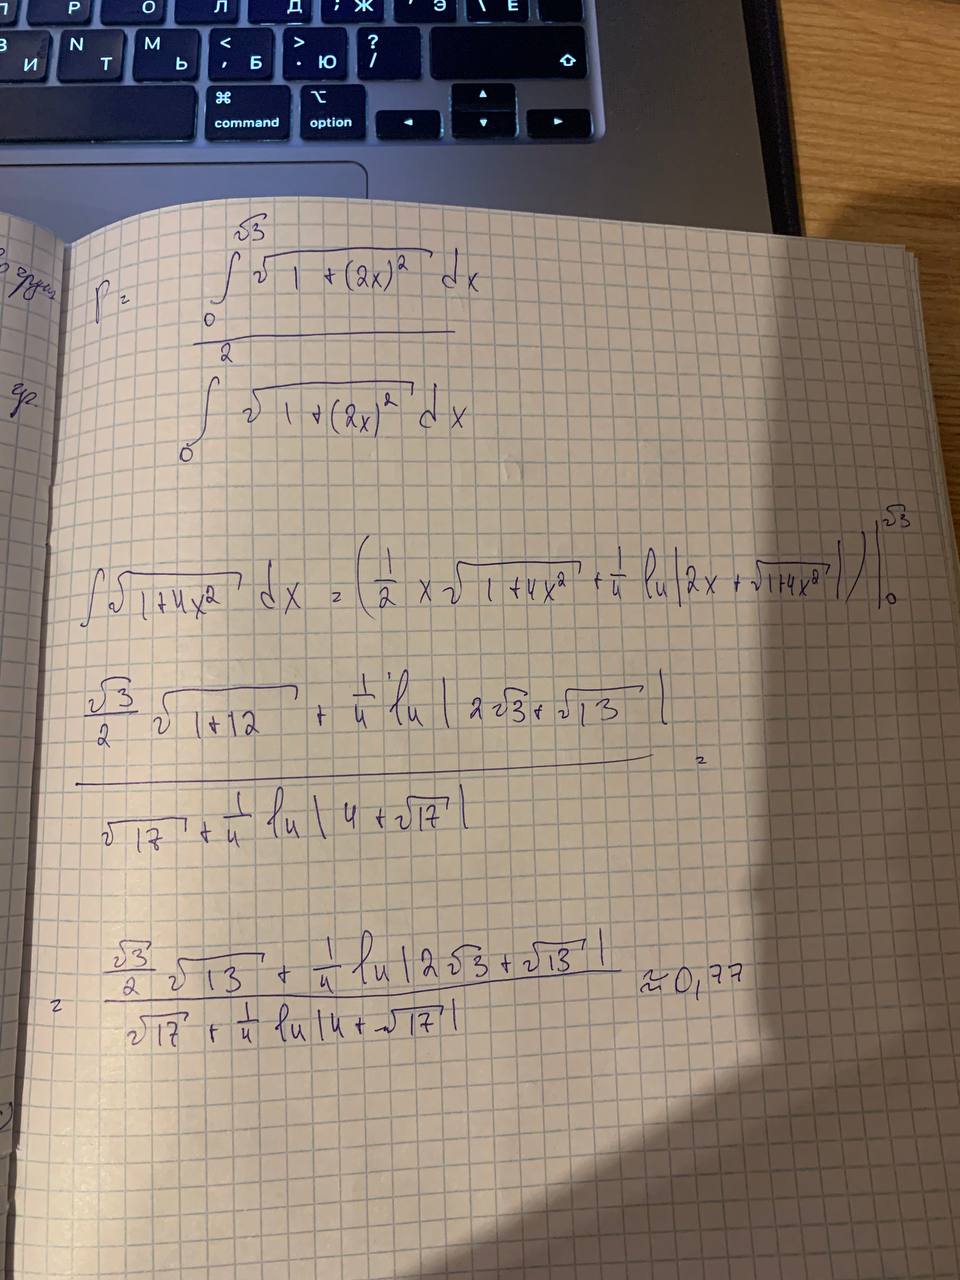 P О Л Д ; Ж , Э \ Ё
И N Т M Ь < , Б > . Ю ? /
⌘ command ⌥ option ◄ ▲ ▼ ►
P = \frac{\int_0^{\sqrt{3}} \sqrt{1+(2x)^2} dx}{\int_0^2 \sqrt{1+(2x)^2} dx}
∫ \sqrt{1+4x^2} dx = ( \frac{1}{2} x \sqrt{1+4x^2} + \frac{1}{4} ln|2x + \sqrt{1+4x^2}| ) |_0^{\sqrt{3}}
\frac{\frac{\sqrt{3}}{2} \sqrt{1+12} + \frac{1}{4} ln|2\sqrt{3} + \sqrt{13}|}{\sqrt{17} + \frac{1}{4} ln|4+\sqrt{17}|} =
= \frac{\frac{\sqrt{3}}{2} \sqrt{13} + \frac{1}{4} ln|2\sqrt{3} + \sqrt{13}|}{\sqrt{17} + \frac{1}{4} ln|4+\sqrt{17}|} ≈ 0,77